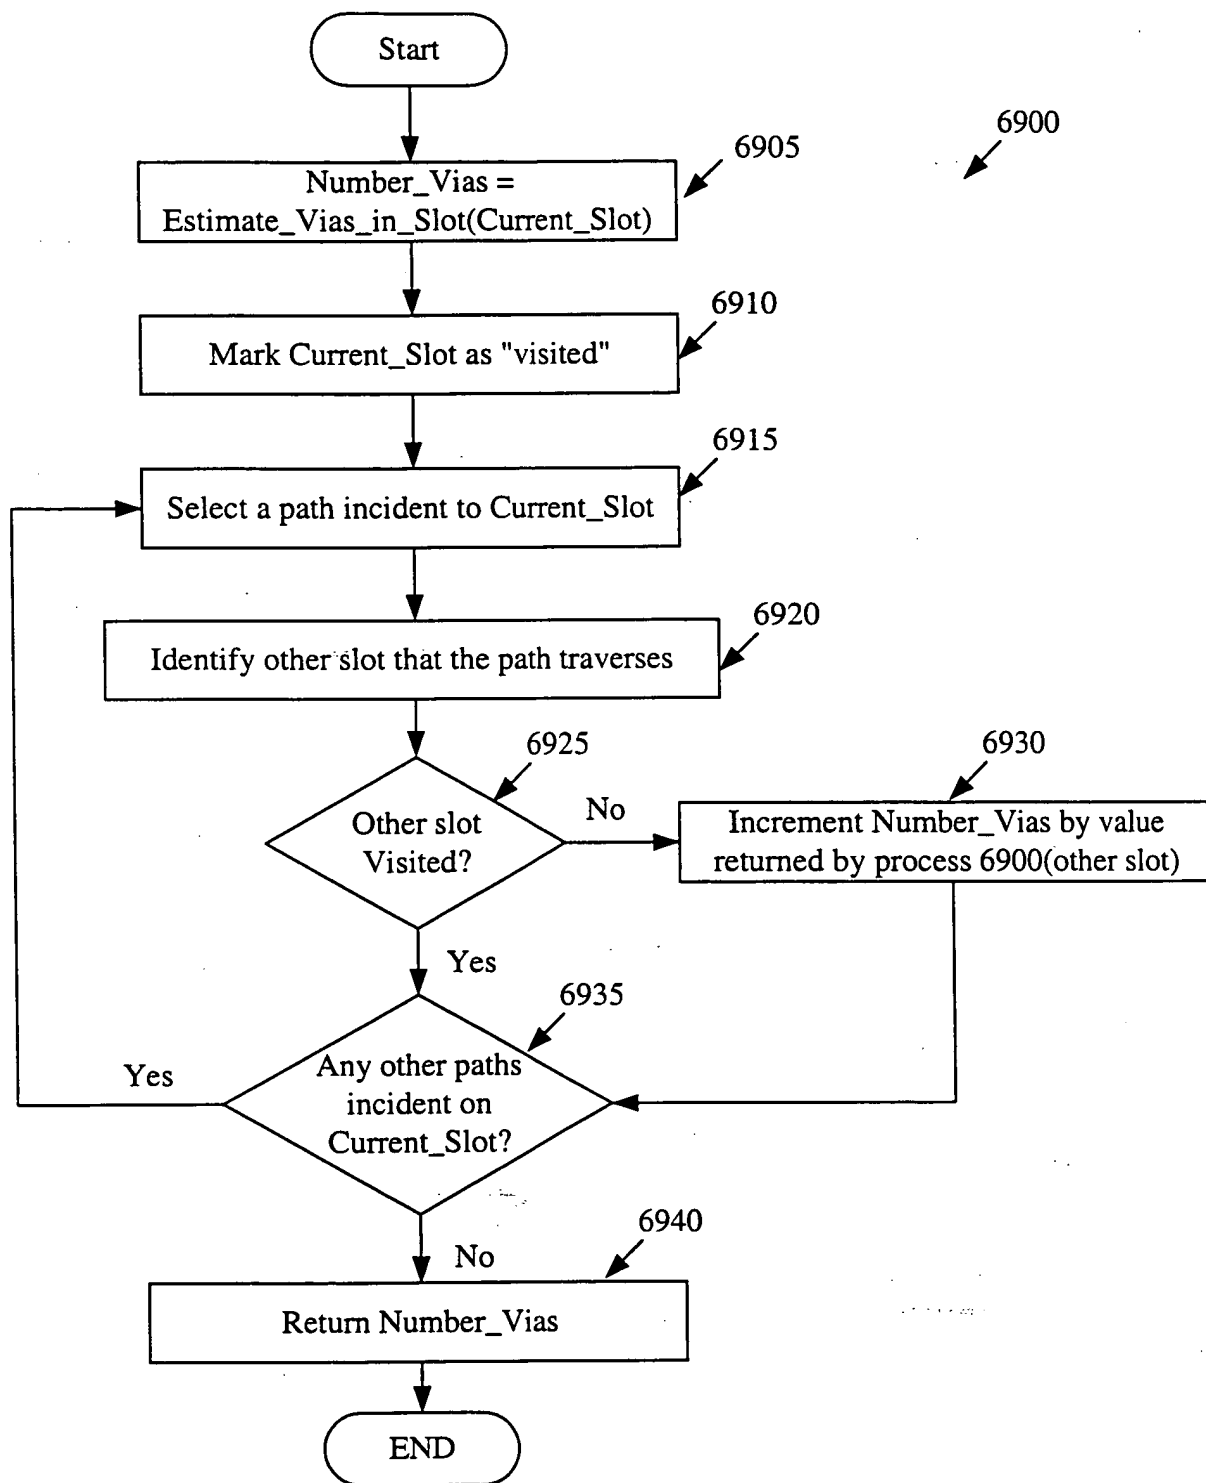 Start
6900
6905
Number_Vias =
Estimate_Vias_in_Slot(Current_Slot)
6910
Mark Current_Slot as "visited"
6915
Select a path incident to Current_Slot
6920
Identify other slot that the path traverses
6925
Other slot
Visited?
No
6930
Increment Number_Vias by value
returned by process 6900(other slot)
Yes
6935
Any other paths
incident on
Current_Slot?
Yes
No
6940
Return Number_Vias
END